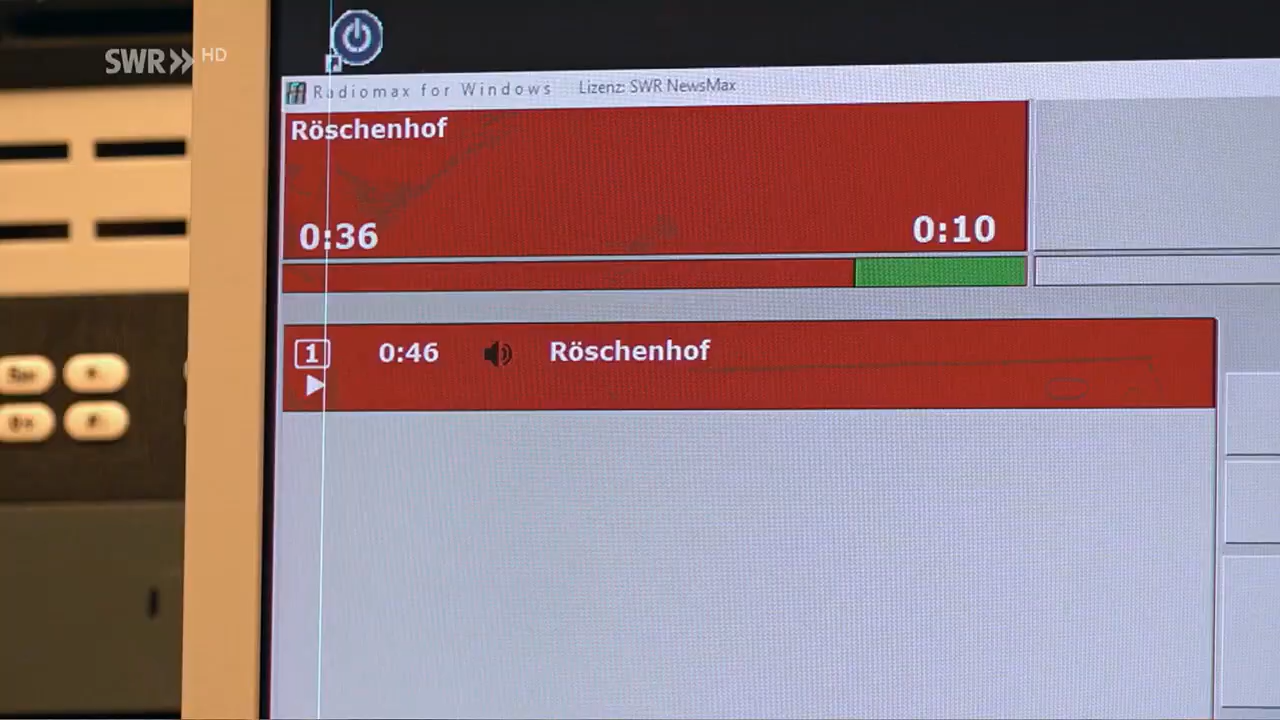 SWR» HD
Radiomax for Windows Lizenz: SWR NewsMax
Röschenhof
0:36 0:10
1 0:46 Röschenhof